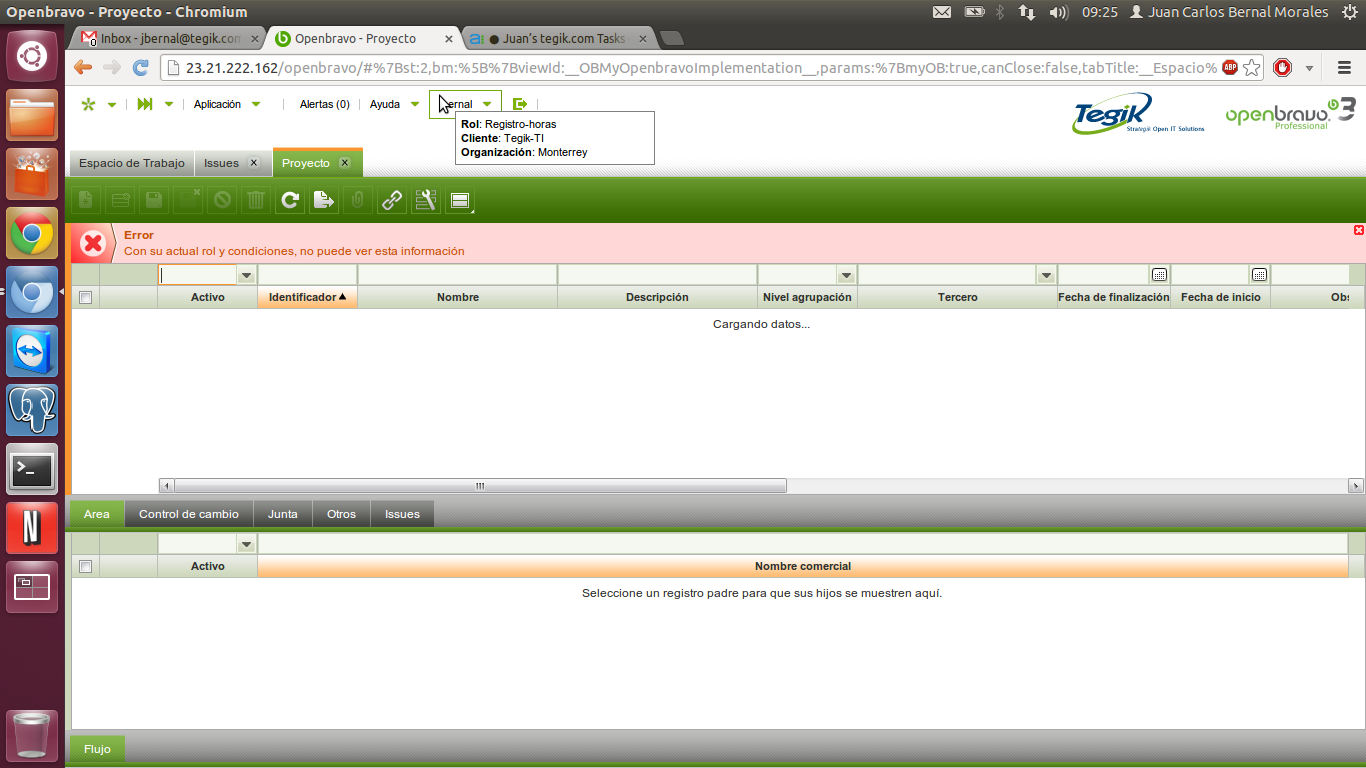 Openbravo - Proyecto - Chromium
09:25
Juan Carlos Bernal Morales
0
Inbox - jbernal@tegik.com
Openbravo - Proyecto
ai ● Juan's tegik.com Tasks
23.21.222.162/openbravo/#%7Bst:2,bm:%5B%7BviewId:__OBMyOpenbravoImplementation__,params:%7BmyOB:true,canClose:false,tabTitle:__Espacio%
ABP
Aplicación
Alertas (0)
Ayuda
ernal
Rol: Registro-horas
Cliente: Tegik-TI
Organización: Monterrey
Tegik
Strategik Open IT Solutions
openbravo 3
Professional
Espacio de Trabajo
Issues
Proyecto
Error
Con su actual rol y condiciones, no puede ver esta información
Activo
Identificador
Nombre
Descripción
Nivel agrupación
Tercero
Fecha de finalización
Fecha de inicio
Obs
Cargando datos...
Area
Control de cambio
Junta
Otros
Issues
Activo
Nombre comercial
Seleccione un registro padre para que sus hijos se muestren aquí.
Flujo
>_
N